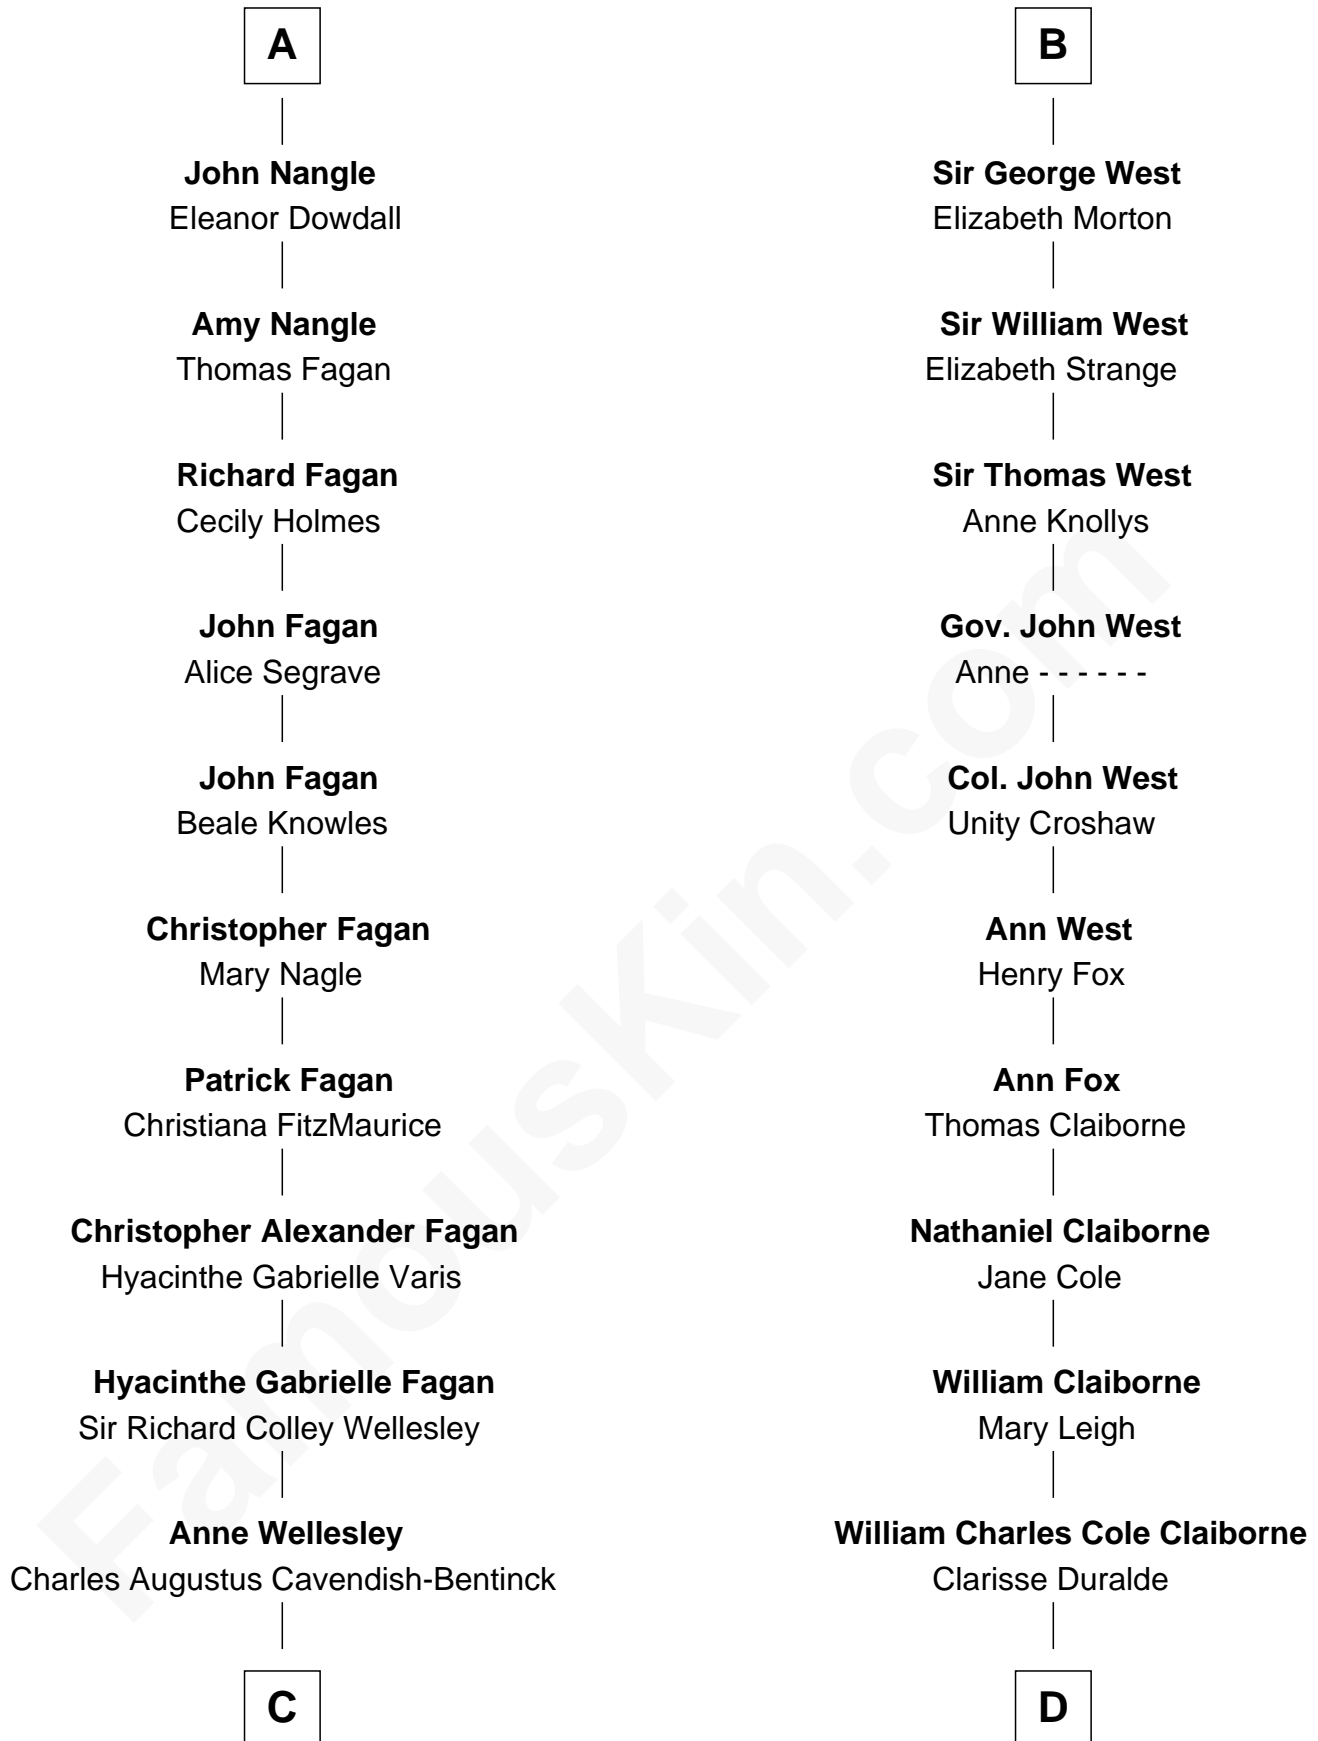 A
John Nangle
Eleanor Dowdall
Amy Nangle
Thomas Fagan
Richard Fagan
Cecily Holmes
John Fagan
Alice Segrave
John Fagan
Beale Knowles
Christopher Fagan
Mary Nagle
Patrick Fagan
Christiana FitzMaurice
Christopher Alexander Fagan
Hyacinthe Gabrielle Varis
Hyacinthe Gabrielle Fagan
Sir Richard Colley Wellesley
Anne Wellesley
Charles Augustus Cavendish-Bentinck
C
B
Sir George West
Elizabeth Morton
Sir William West
Elizabeth Strange
Sir Thomas West
Anne Knollys
Gov. John West
Anne - - - - - -
Col. John West
Unity Croshaw
Ann West
Henry Fox
Ann Fox
Thomas Claiborne
Nathaniel Claiborne
Jane Cole
William Claiborne
Mary Leigh
William Charles Cole Claiborne
Clarisse Duralde
D
FamousKin.com